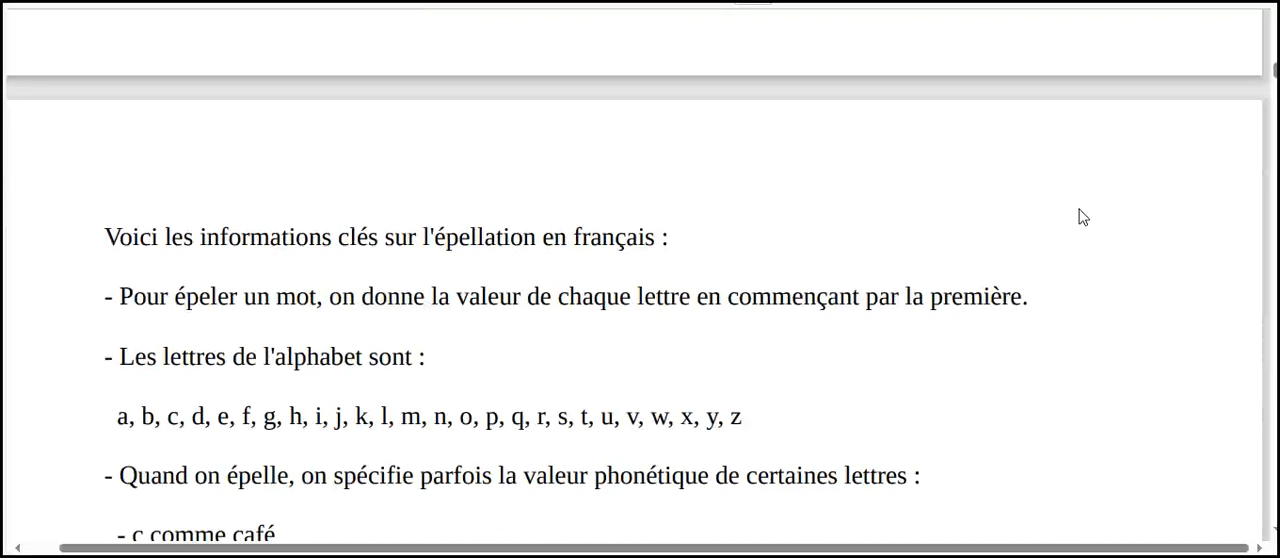 Voici les informations clés sur l'épellation en français :
- Pour épeler un mot, on donne la valeur de chaque lettre en commençant par la première.
- Les lettres de l'alphabet sont :
a, b, c, d, e, f, g, h, i, j, k, l, m, n, o, p, q, r, s, t, u, v, w, x, y, z
- Quand on épelle, on spécifie parfois la valeur phonétique de certaines lettres :
- c comme café